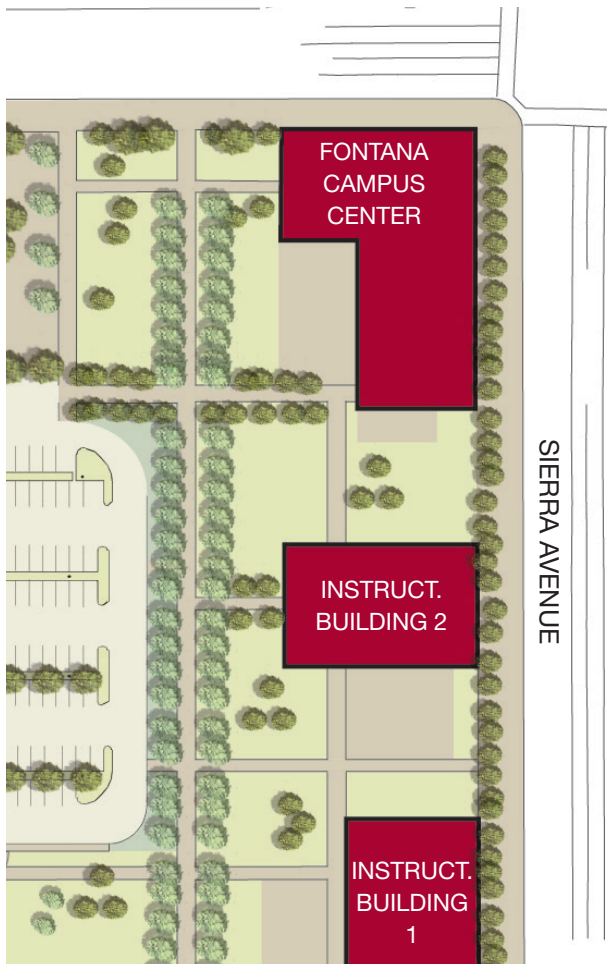 FONTANA
CAMPUS
CENTER
SIERRA AVENUE
INSTRUCT.
BUILDING 2
INSTRUCT.
BUILDING
1